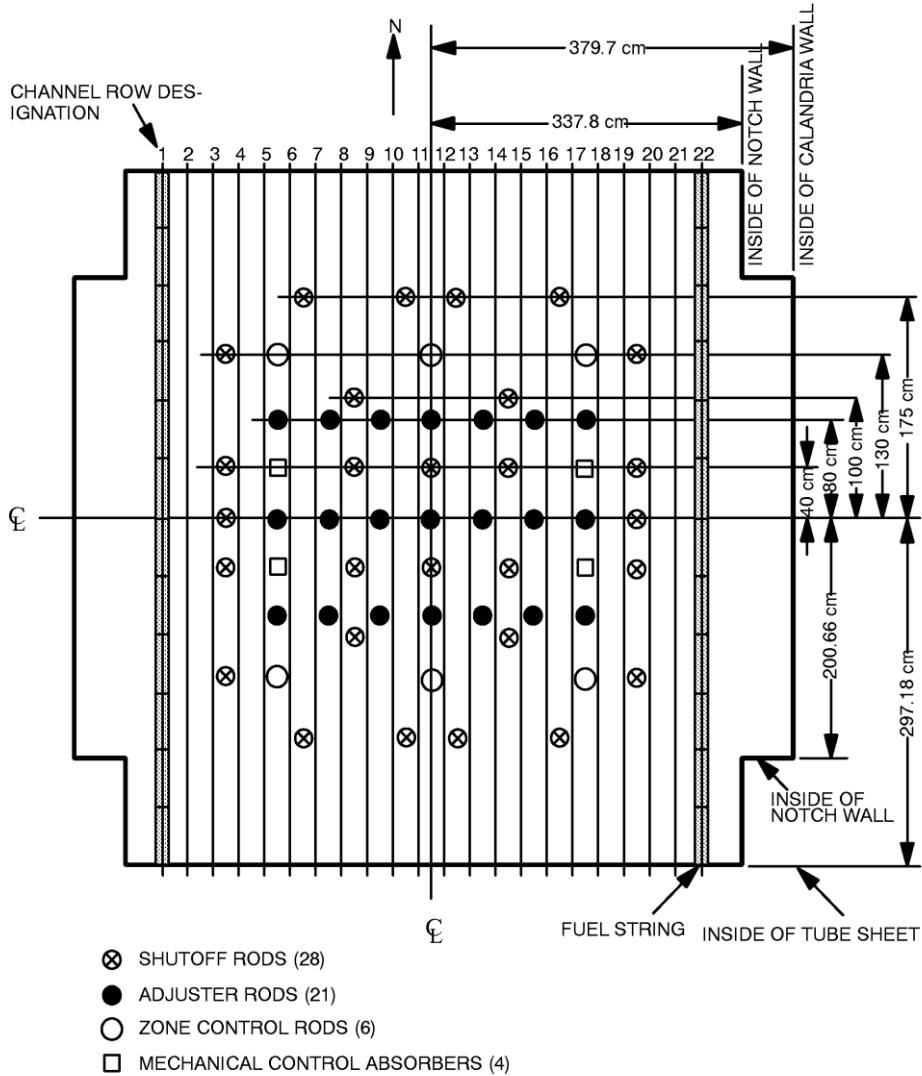 N
379.7 cm
INSIDE OF NOTCH WALL
INSIDE OF CALANDRIA WALL
CHANNEL ROW DES-
IGNATION
337.8 cm
1 2 3 4 5 6 7 8 9 10 11 12 13 14 15 16 17 18 19 20 21 22
175 cm
130 cm
100 cm
80 cm
40 cm
℄
200.66 cm
297.18 cm
INSIDE OF
NOTCH WALL
℄
FUEL STRING
INSIDE OF TUBE SHEET
SHUTOFF RODS (28)
ADJUSTER RODS (21)
ZONE CONTROL RODS (6)
MECHANICAL CONTROL ABSORBERS (4)